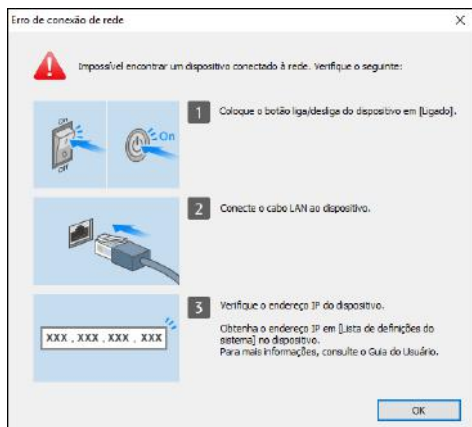 Erro de conexão de rede
Impossível encontrar um dispositivo conectado à rede. Verifique o seguinte:
On
Off
On
1
Coloque o botão liga/desliga do dispositivo em [Ligado].
2
Conecte o cabo LAN ao dispositivo.
3
Verifique o endereço IP do dispositivo.
Obtenha o endereço IP em [Lista de definições do
sistema] no dispositivo.
Para mais informações, consulte o Guia do Usuário.
XXX . XXX . XXX . XXX
OK